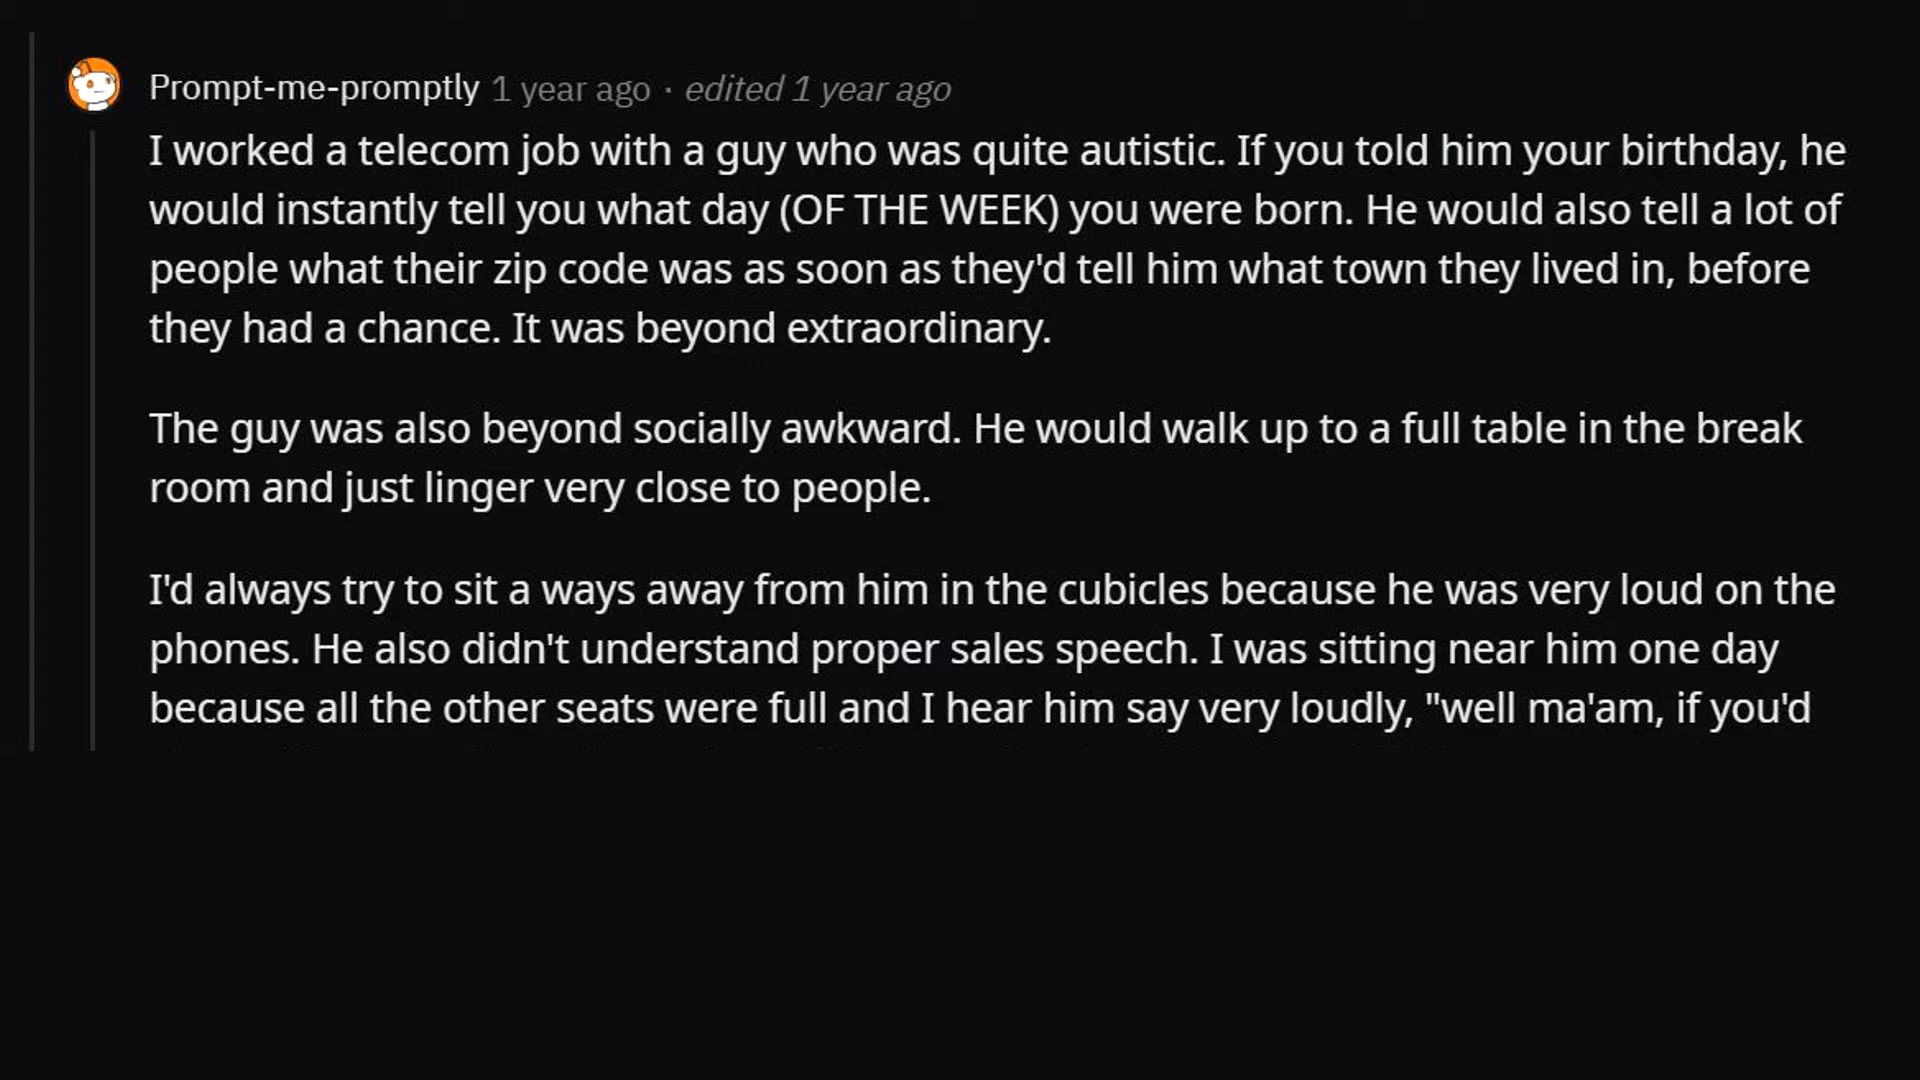 Prompt-me-promptly 1 year ago · edited 1 year ago
I worked a telecom job with a guy who was quite autistic. If you told him your birthday, he
would instantly tell you what day (OF THE WEEK) you were born. He would also tell a lot of
people what their zip code was as soon as they'd tell him what town they lived in, before
they had a chance. It was beyond extraordinary.
The guy was also beyond socially awkward. He would walk up to a full table in the break
room and just linger very close to people.
I'd always try to sit a ways away from him in the cubicles because he was very loud on the
phones. He also didn't understand proper sales speech. I was sitting near him one day
because all the other seats were full and I hear him say very loudly, "well ma'am, if you'd